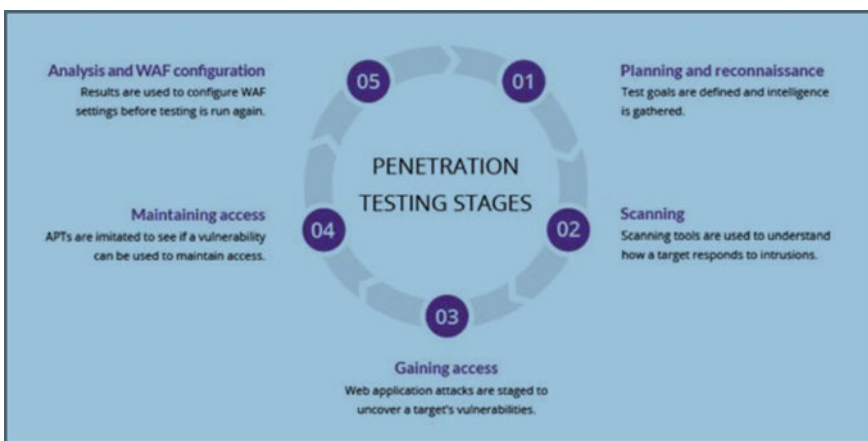 PENETRATION
TESTING STAGES
01
Planning and reconnaissance
Test goals are defined and intelligence
is gathered.
02
Scanning
Scanning tools are used to understand
how a target responds to intrusions.
03
Gaining access
Web application attacks are staged to
uncover a target's vulnerabilities.
04
Maintaining access
APTs are imitated to see if a vulnerability
can be used to maintain access.
05
Analysis and WAF configuration
Results are used to configure WAF
settings before testing is run again.